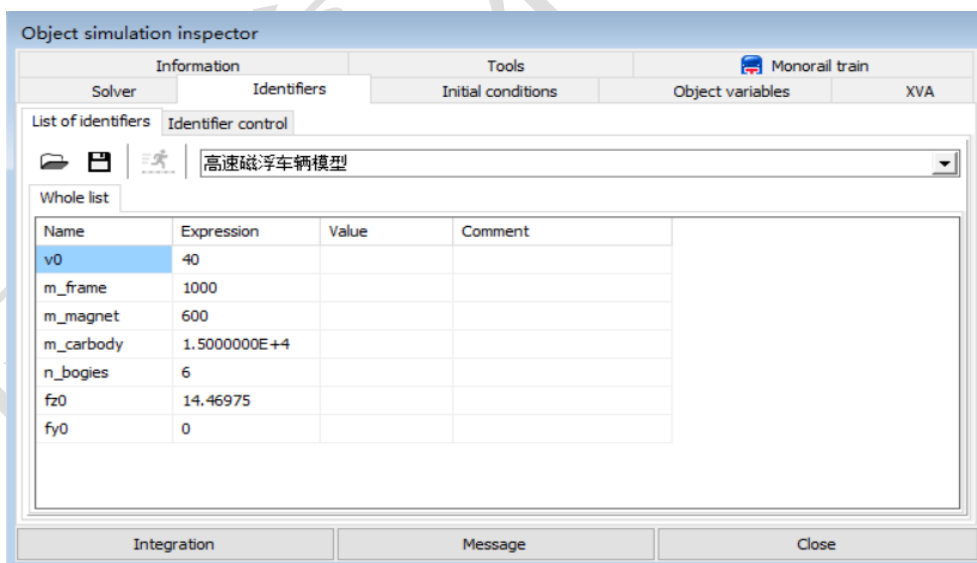 Object simulation inspector
Information Tools Monorail train
Solver Identifiers Initial conditions Object variables XVA
List of identifiers Identifier control
高速磁浮车辆模型
Whole list
Name Expression Value Comment
v0 40
m_frame 1000
m_magnet 600
m_carbody 1.5000000E+4
n_bogies 6
fz0 14.46975
fy0 0
Integration Message Close